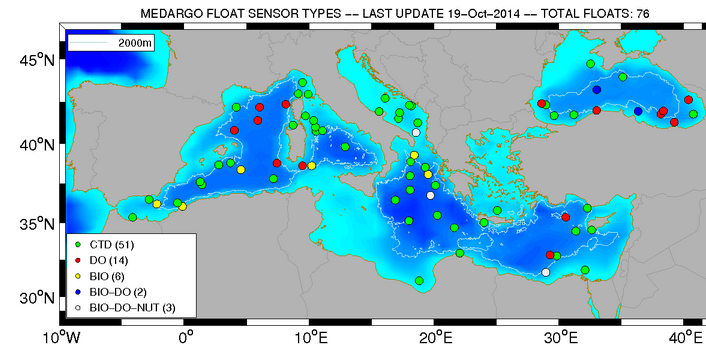 MEDARGO FLOAT SENSOR TYPES -- LAST UPDATE 19-Oct-2014 -- TOTAL FLOATS: 76
2000m
45°N
40°N
35°N
30°N
CTD (51)
DO (14)
BIO (6)
BIO-DO (2)
BIO-DO-NUT (3)
10°W
0°
10°E
20°E
30°E
40°E